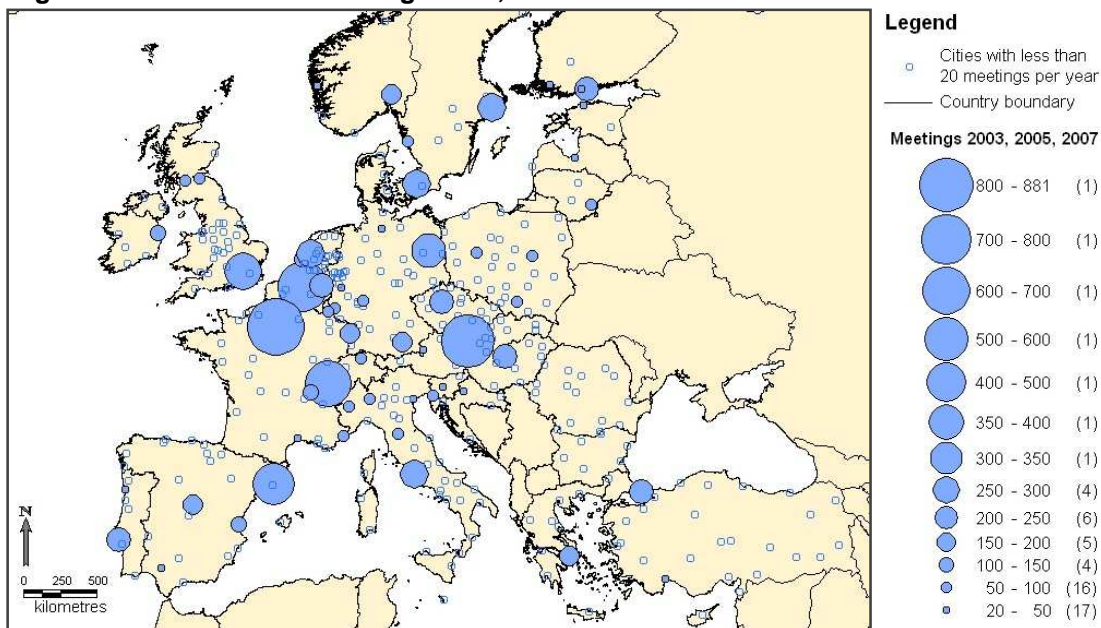 Legend
Cities with less than
20 meetings per year
Country boundary
Meetings 2003, 2005, 2007
800 - 881 (1)
700 - 800 (1)
600 - 700 (1)
500 - 600 (1)
400 - 500 (1)
350 - 400 (1)
300 - 350 (1)
250 - 300 (4)
200 - 250 (6)
150 - 200 (5)
100 - 150 (4)
50 - 100 (16)
20 - 50 (17)
N
0 250 500
kilometres